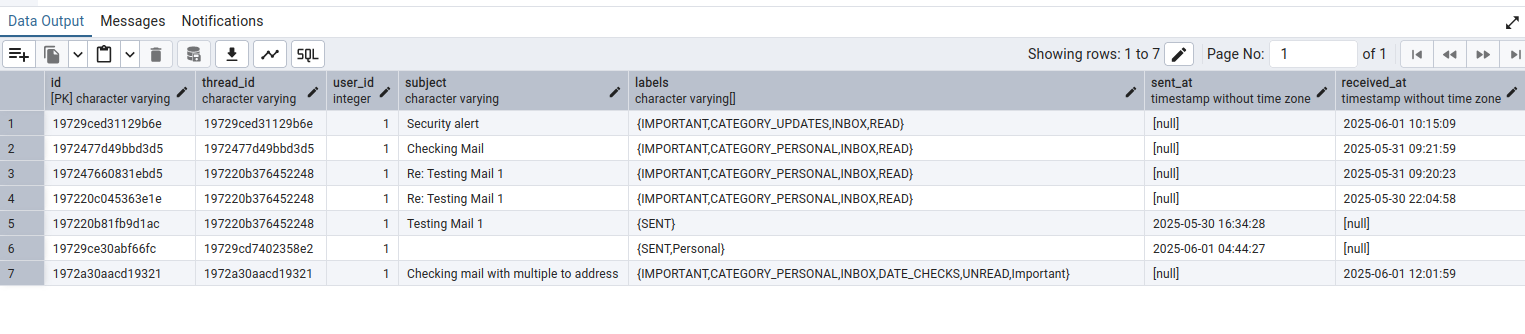 Data Output Messages Notifications
SQL Showing rows: 1 to 7 Page No: 1 of 1
id thread_id user_id subject labels sent_at received_at
[PK] character varying character varying integer character varying character varying[] timestamp without time zone timestamp without time zone
1 19729ced31129b6e 19729ced31129b6e 1 Security alert {IMPORTANT,CATEGORY_UPDATES,INBOX,READ} [null] 2025-06-01 10:15:09
2 1972477d49bbd3d5 1972477d49bbd3d5 1 Checking Mail {IMPORTANT,CATEGORY_PERSONAL,INBOX,READ} [null] 2025-05-31 09:21:59
3 197247660831ebd5 197220b376452248 1 Re: Testing Mail 1 {IMPORTANT,CATEGORY_PERSONAL,INBOX,READ} [null] 2025-05-31 09:20:23
4 197220c045363e1e 197220b376452248 1 Re: Testing Mail 1 {IMPORTANT,CATEGORY_PERSONAL,INBOX,READ} [null] 2025-05-30 22:04:58
5 197220b81fb9d1ac 197220b376452248 1 Testing Mail 1 {SENT} 2025-05-30 16:34:28 [null]
6 19729ce30abf66fc 19729cd7402358e2 1 {SENT,Personal} 2025-06-01 04:44:27 [null]
7 1972a30aacd19321 1972a30aacd19321 1 Checking mail with multiple to address {IMPORTANT,CATEGORY_PERSONAL,INBOX,DATE_CHECKS,UNREAD,Important} [null] 2025-06-01 12:01:59